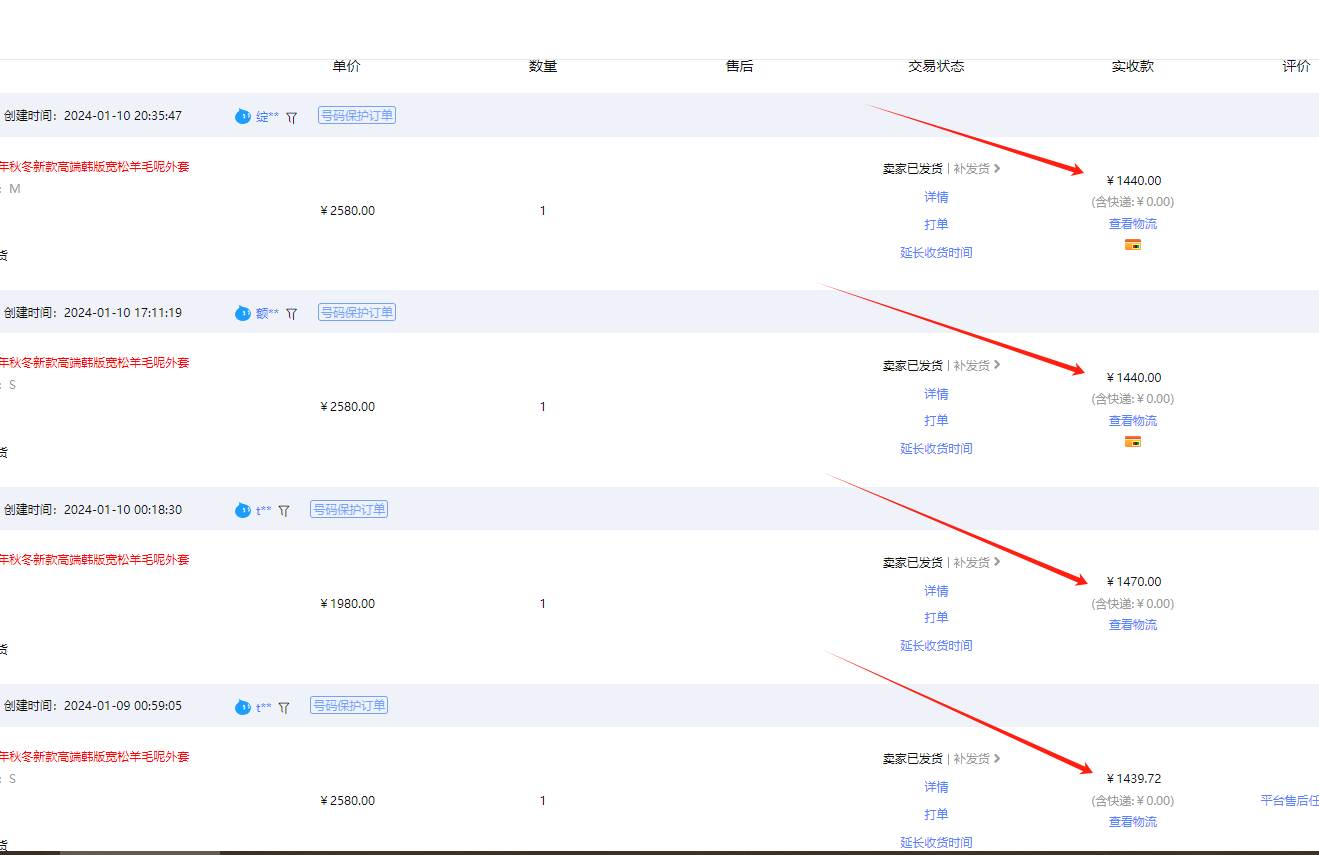 单价 数量 售后 交易状态 实收款 评价
创建时间：2024-01-10 20:35:47 绽** 号码保护订单
年秋冬新款高端韩版宽松羊毛呢外套
：M
￥2580.00 1
卖家已发货 | 补发货 >
详情
打单
延长收货时间
￥1440.00
(含快递:￥0.00)
查看物流
货
创建时间：2024-01-10 17:11:19 额** 号码保护订单
年秋冬新款高端韩版宽松羊毛呢外套
：S
￥2580.00 1
卖家已发货 | 补发货 >
详情
打单
延长收货时间
￥1440.00
(含快递:￥0.00)
查看物流
货
创建时间：2024-01-10 00:18:30 t** 号码保护订单
年秋冬新款高端韩版宽松羊毛呢外套
￥1980.00 1
卖家已发货 | 补发货 >
详情
打单
延长收货时间
￥1470.00
(含快递:￥0.00)
查看物流
货
创建时间：2024-01-09 00:59:05 t** 号码保护订单
年秋冬新款高端韩版宽松羊毛呢外套
：S
￥2580.00 1
卖家已发货 | 补发货 >
详情
打单
延长收货时间
￥1439.72
(含快递:￥0.00)
查看物流
平台售后任
货